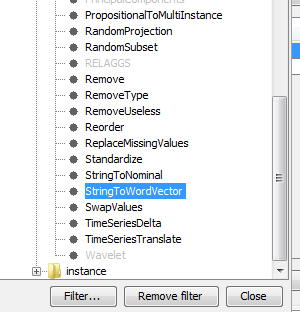 PrincipalComponents
PropositionalToMultiInstance
RandomProjection
RandomSubset
RELAGGS
Remove
RemoveType
RemoveUseless
Reorder
ReplaceMissingValues
Standardize
StringToNominal
StringToWordVector
SwapValues
TimeSeriesDelta
TimeSeriesTranslate
Wavelet
instance
Filter... Remove filter Close